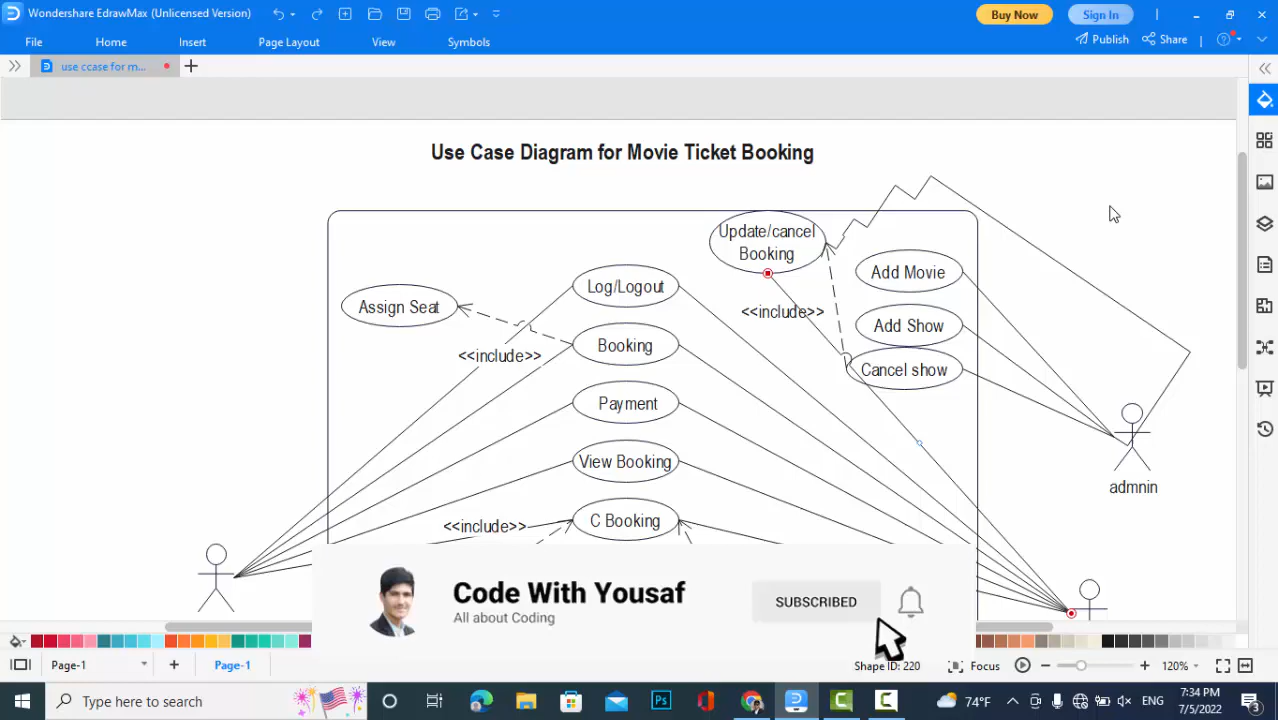 Wondershare EdrawMax (Unlicensed Version)
Buy Now
Sign In
File
Home
Insert
Page Layout
View
Symbols
Publish
Share
use ccase for m...
Use Case Diagram for Movie Ticket Booking
Update/cancel
Booking
Add Movie
Log/Logout
Assign Seat
<<include>>
Add Show
Booking
<<include>>
Cancel show
Payment
View Booking
admnin
C Booking
<<include>>
Code With Yousaf
All about Coding
SUBSCRIBED
Page-1
Page-1
Shape ID: 220
Focus
120%
Type here to search
Ps
74°F
ENG
7:34 PM
7/5/2022
3